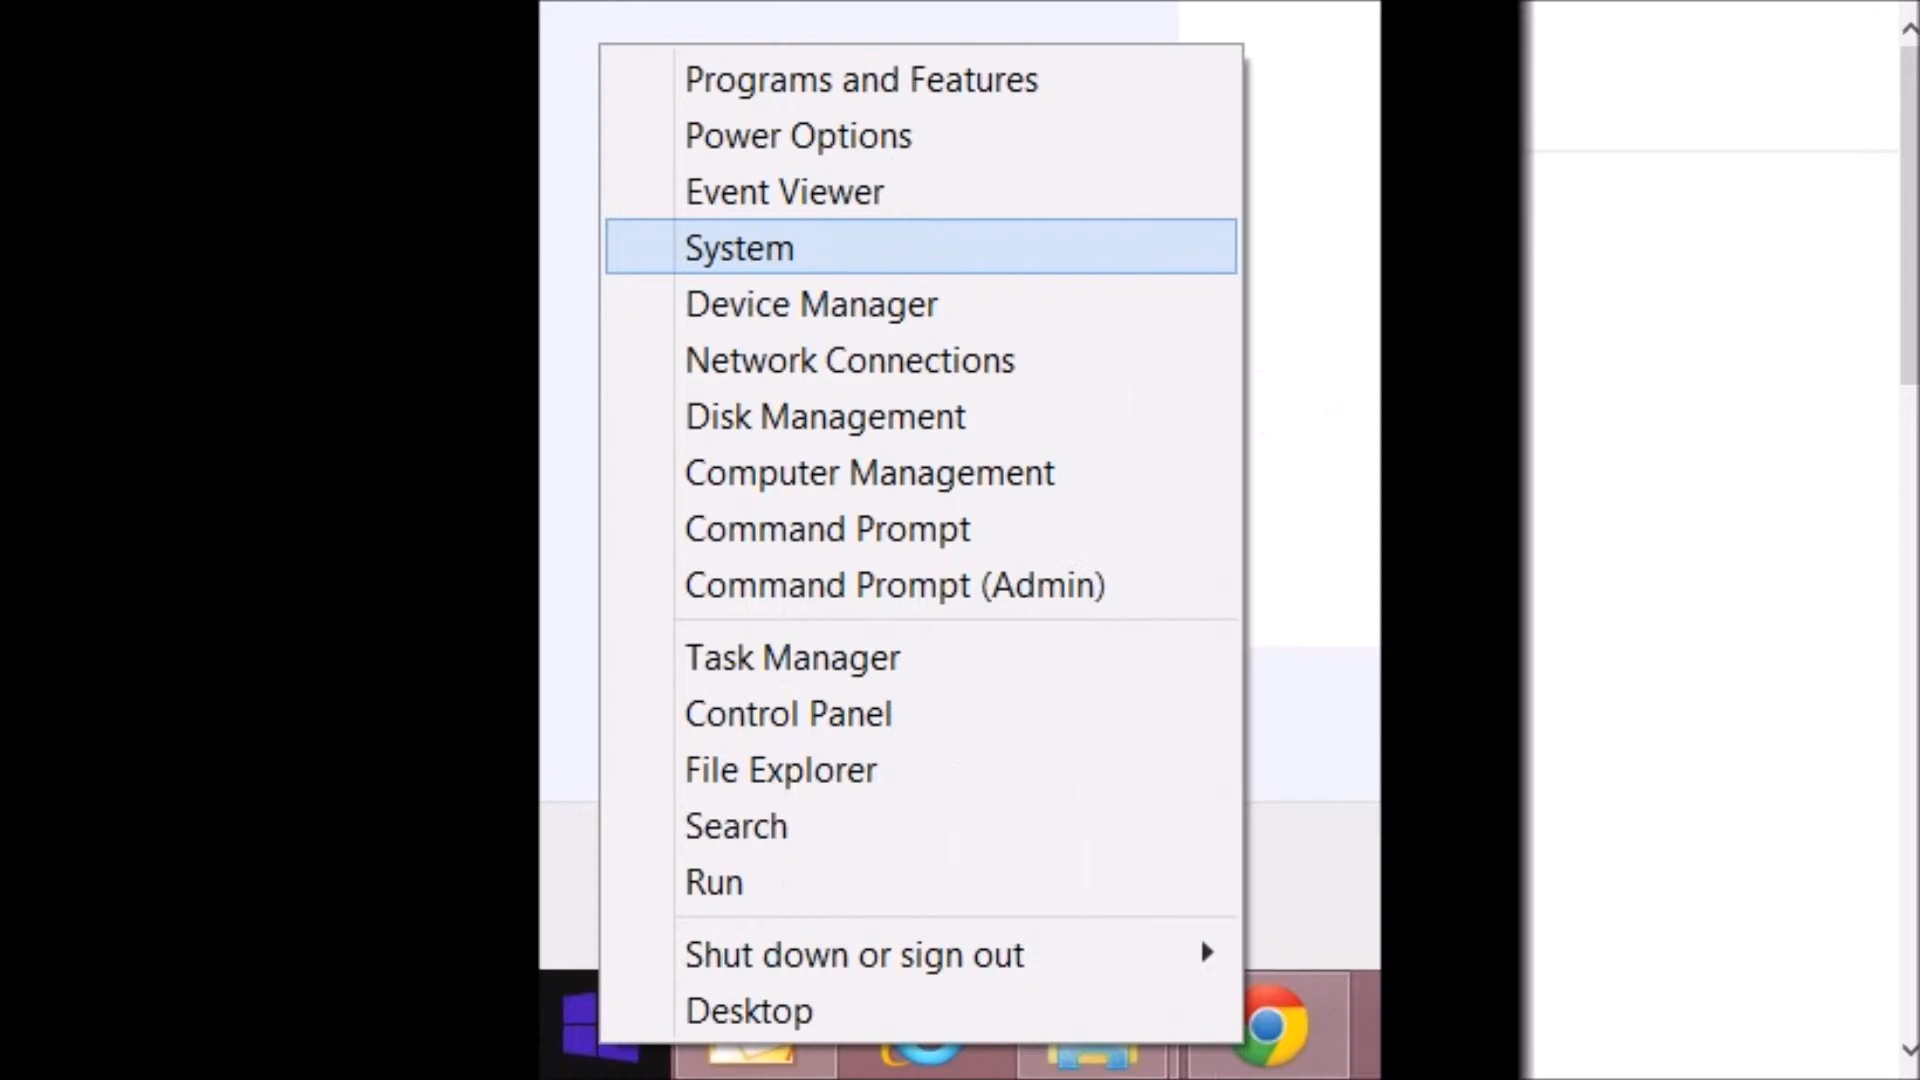 Programs and Features
Power Options
Event Viewer
System
Device Manager
Network Connections
Disk Management
Computer Management
Command Prompt
Command Prompt (Admin)
Task Manager
Control Panel
File Explorer
Search
Run
Shut down or sign out
Desktop